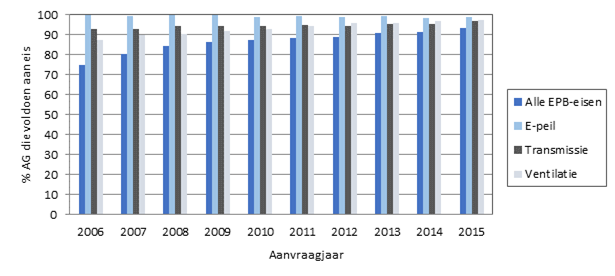 % AG die voldoen aan eis
100
90
80
70
60
50
40
30
20
10
0
2006 2007 2008 2009 2010 2011 2012 2013 2014 2015
Aanvraagjaar
Alle EPB-eisen
E-peil
Transmissie
Ventilatie